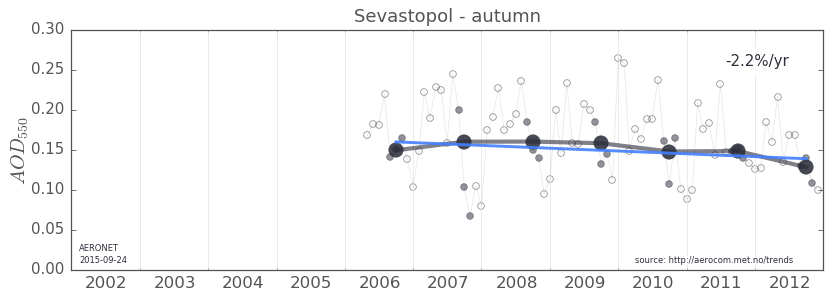 Sevastopol - autumn
0.30
0.25
0.20
0.15
0.10
0.05
0.00
AOD550
-2.2%/yr
AERONET
2015-09-24
source: http://aerocom.met.no/trends
2002 2003 2004 2005 2006 2007 2008 2009 2010 2011 2012